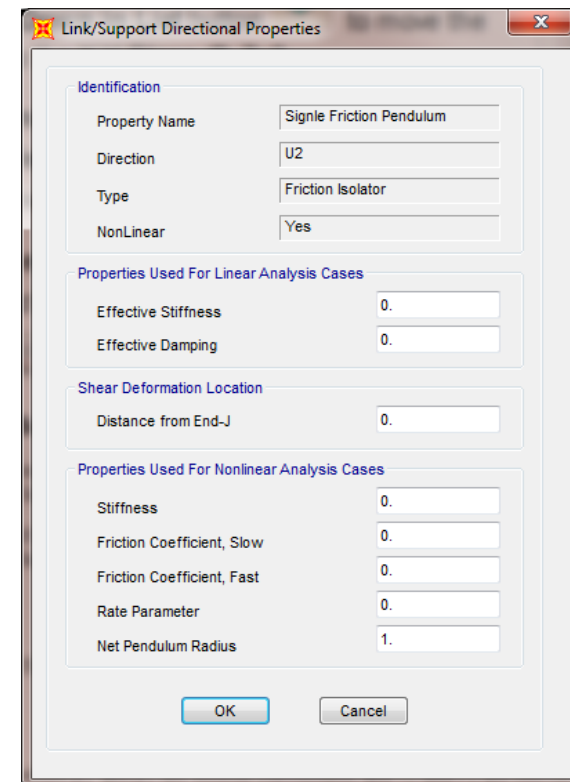 to move the
Link/Support Directional Properties
Identification
Property Name Signle Friction Pendulum
Direction U2
Type Friction Isolator
NonLinear Yes
Properties Used For Linear Analysis Cases
Effective Stiffness 0.
Effective Damping 0.
Shear Deformation Location
Distance from End-J 0.
Properties Used For Nonlinear Analysis Cases
Stiffness 0.
Friction Coefficient, Slow 0.
Friction Coefficient, Fast 0.
Rate Parameter 0.
Net Pendulum Radius 1.
OK Cancel